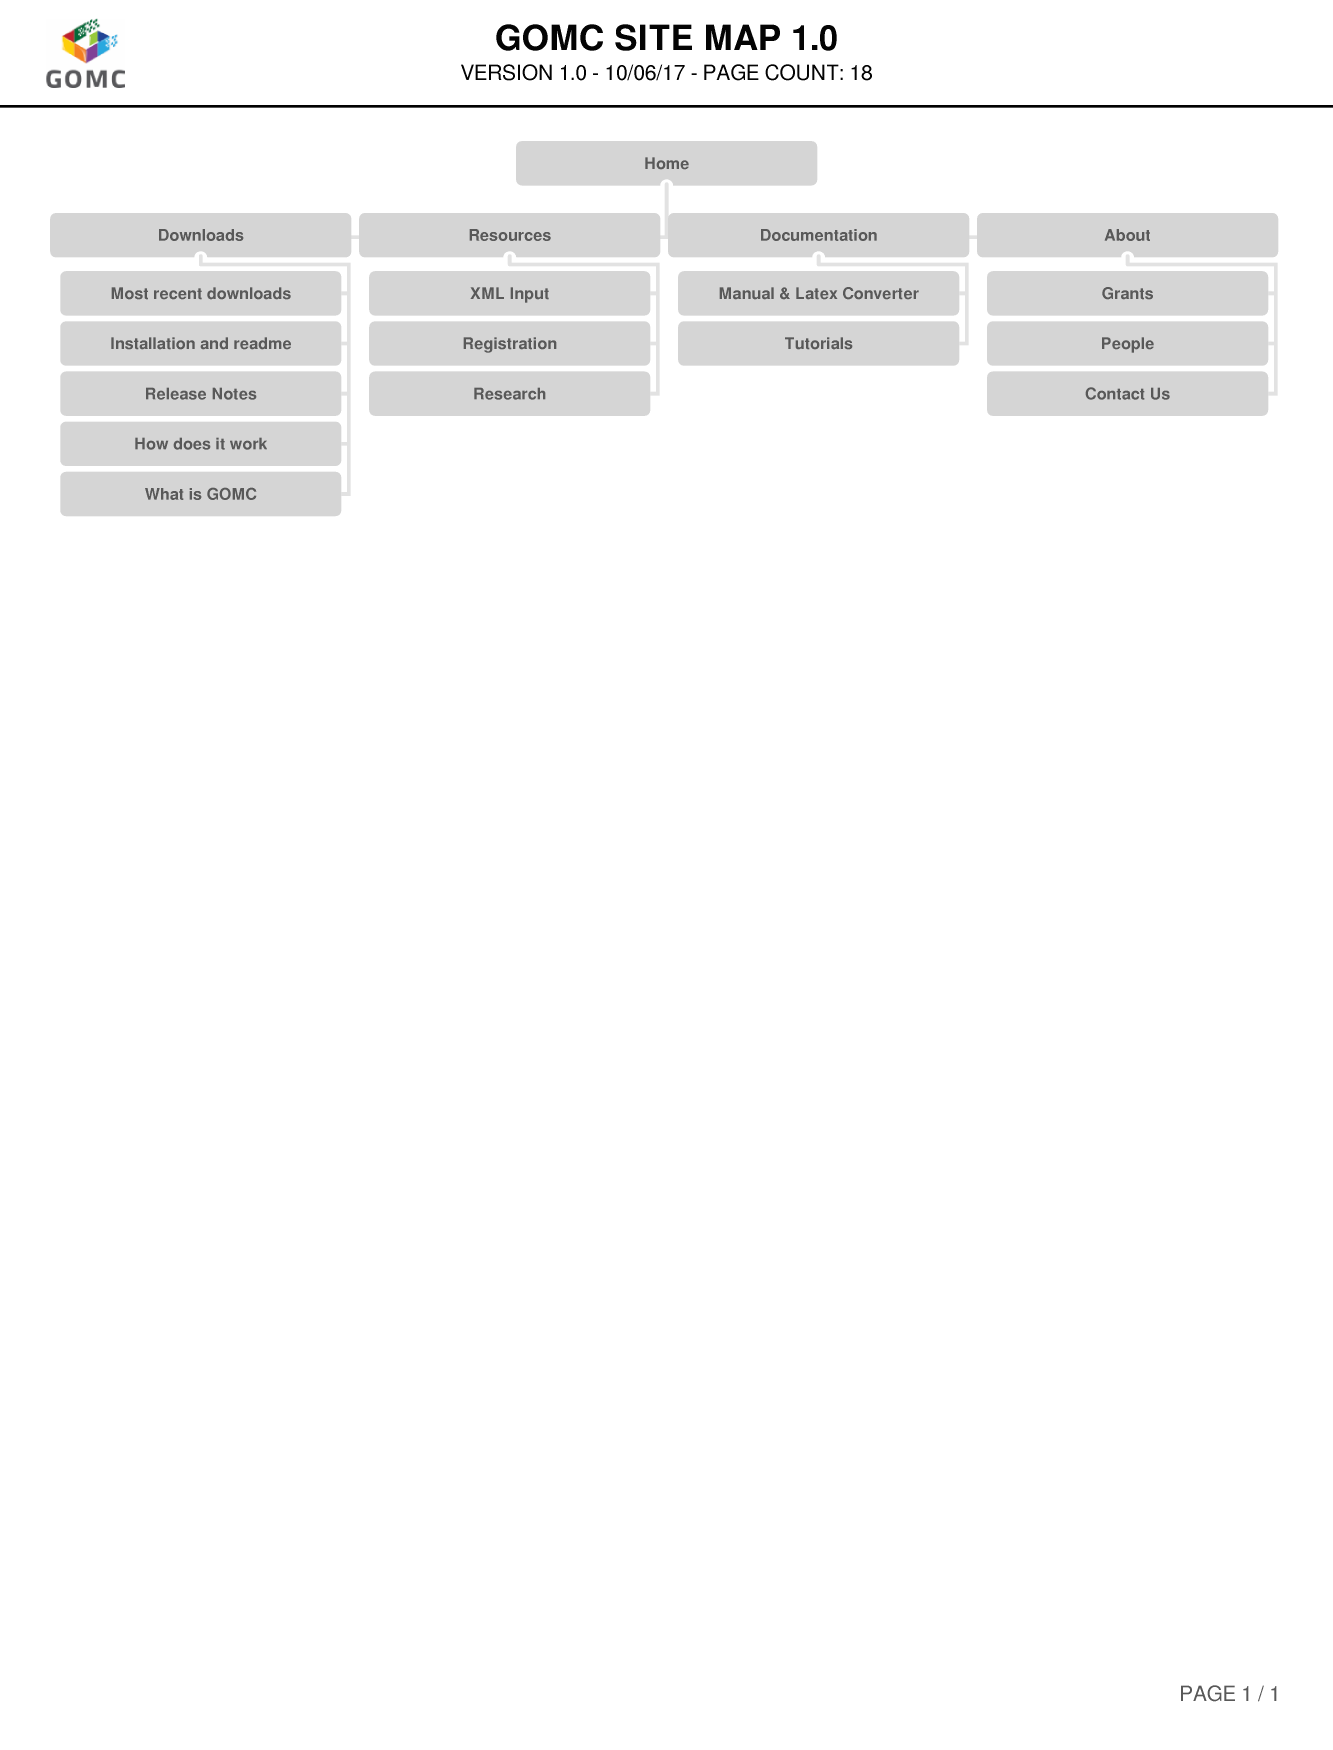 GOMC
GOMC SITE MAP 1.0
VERSION 1.0 - 10/06/17 - PAGE COUNT: 18
Home
Downloads
Most recent downloads
Installation and readme
Release Notes
How does it work
What is GOMC
Resources
XML Input
Registration
Research
Documentation
Manual & Latex Converter
Tutorials
About
Grants
People
Contact Us
PAGE 1 / 1